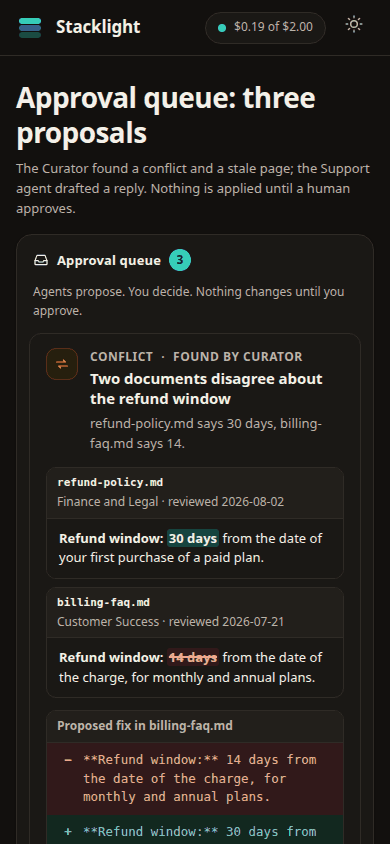 Stacklight
$0.19 of $2.00
Approval queue: three
proposals
The Curator found a conflict and a stale page; the Support
agent drafted a reply. Nothing is applied until a human
approves.
Approval queue 3
Agents propose. You decide. Nothing changes until you
approve.
CONFLICT · FOUND BY CURATOR
Two documents disagree about
the refund window
refund-policy.md says 30 days, billing-
faq.md says 14.
refund-policy.md
Finance and Legal · reviewed 2026-08-02
Refund window: 30 days from the date of
your first purchase of a paid plan.
billing-faq.md
Customer Success · reviewed 2026-07-21
Refund window: 14 days from the date of
the charge, for monthly and annual plans.
Proposed fix in billing-faq.md
− **Refund window:** 14 days from
the date of the charge, for
monthly and annual plans.
+ **Refund window:** 30 days from